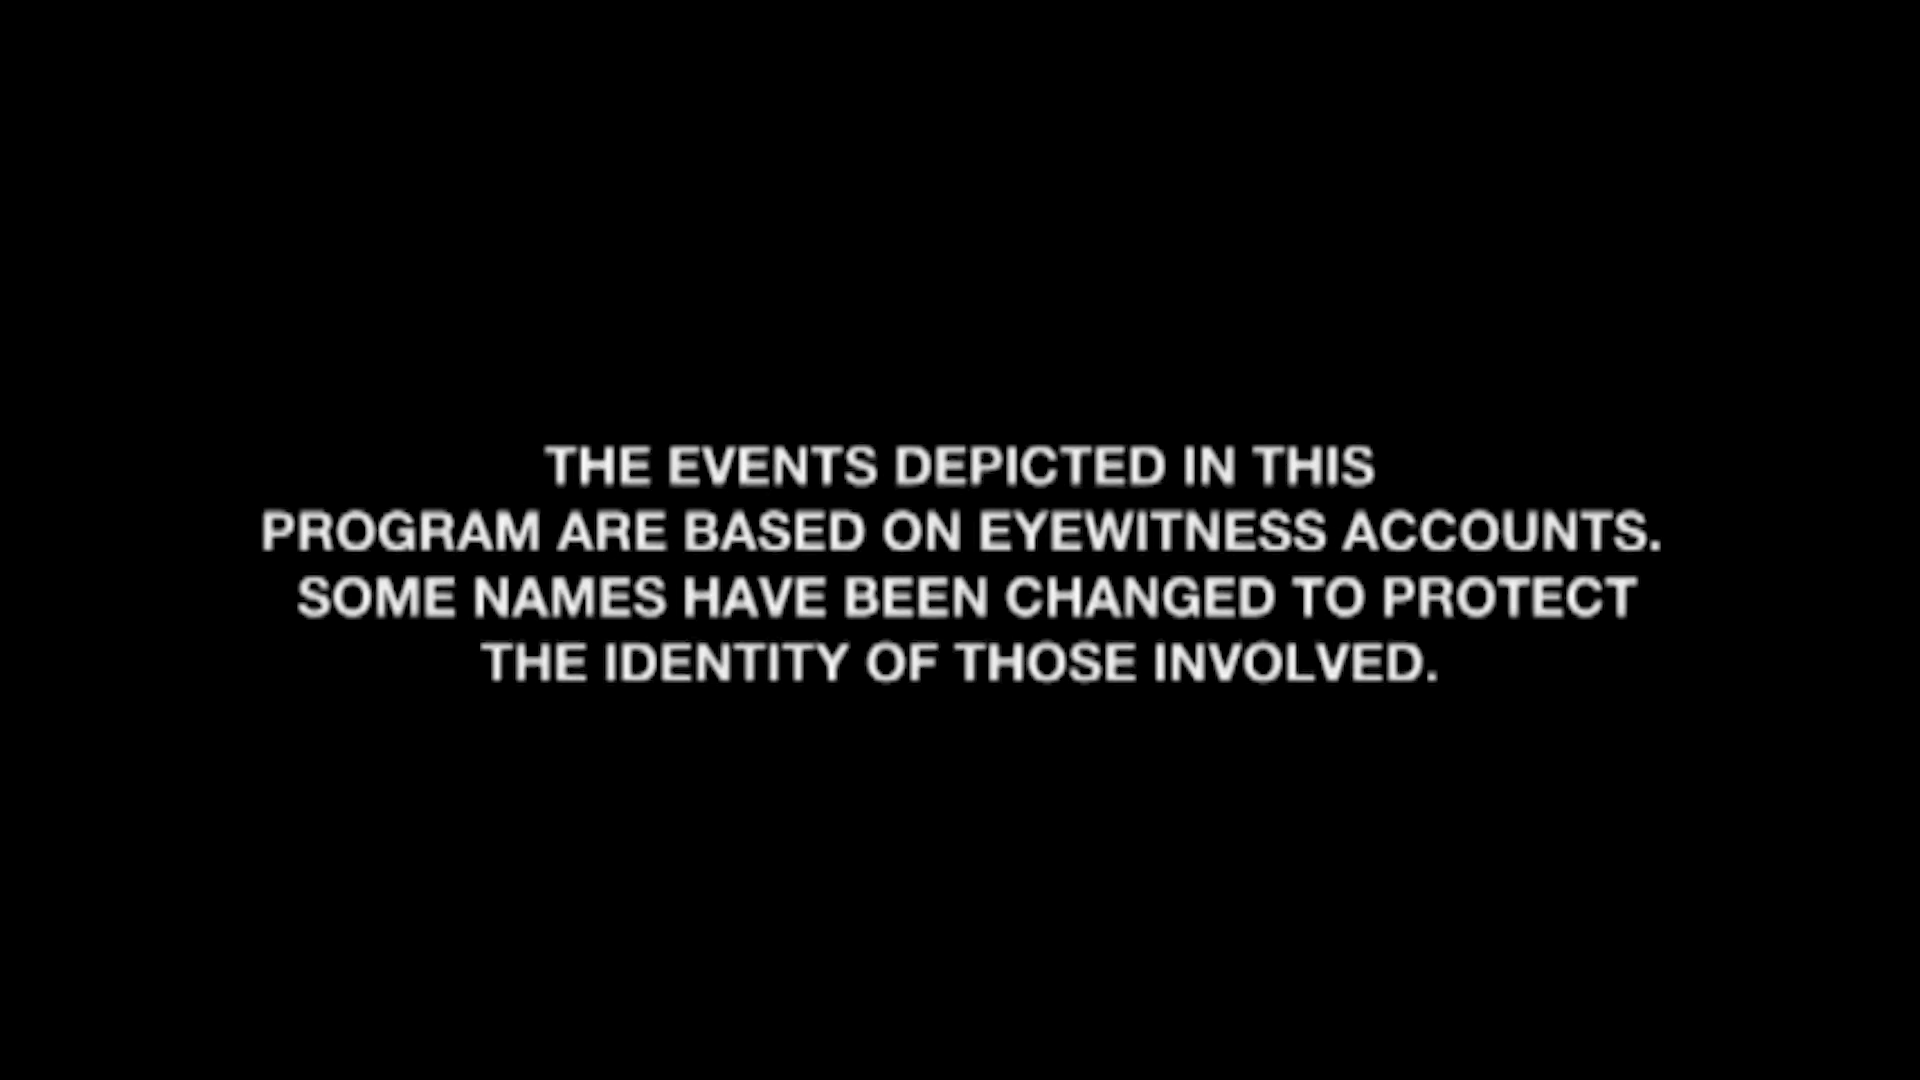 THE EVENTS DEPICTED IN THIS
PROGRAM ARE BASED ON EYEWITNESS ACCOUNTS.
SOME NAMES HAVE BEEN CHANGED TO PROTECT
THE IDENTITY OF THOSE INVOLVED.